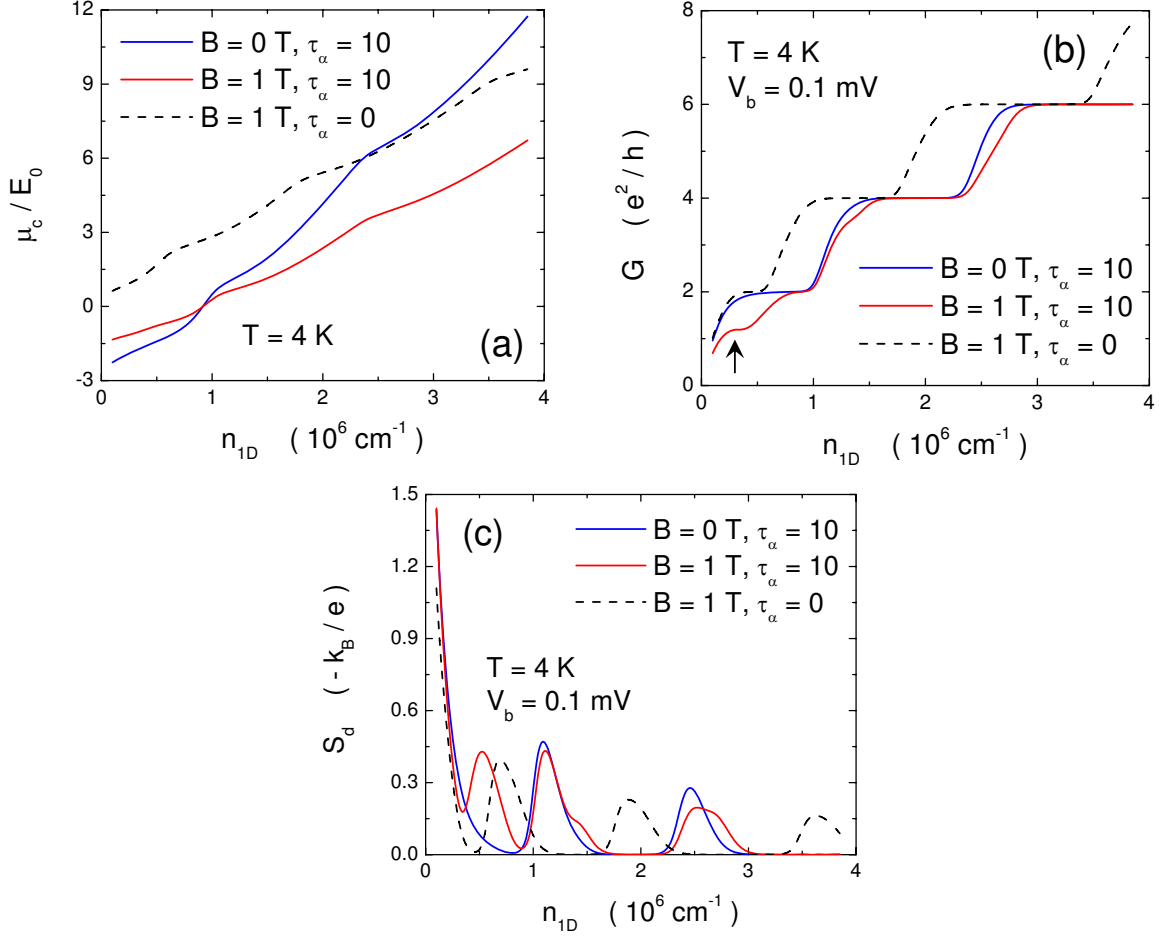 12
9
6
3
0
-3
μ_c / E_0
B = 0 T, τ_α = 10
B = 1 T, τ_α = 10
B = 1 T, τ_α = 0
T = 4 K
(a)
0 1 2 3 4
n_1D ( 10^6 cm^-1 )
8
6
4
2
0
G ( e^2 / h )
T = 4 K
V_b = 0.1 mV
(b)
B = 0 T, τ_α = 10
B = 1 T, τ_α = 10
B = 1 T, τ_α = 0
0 1 2 3 4
n_1D ( 10^6 cm^-1 )
1.5
1.2
0.9
0.6
0.3
0.0
S_d ( - k_B / e )
(c)
B = 0 T, τ_α = 10
B = 1 T, τ_α = 10
B = 1 T, τ_α = 0
T = 4 K
V_b = 0.1 mV
0 1 2 3 4
n_1D ( 10^6 cm^-1 )